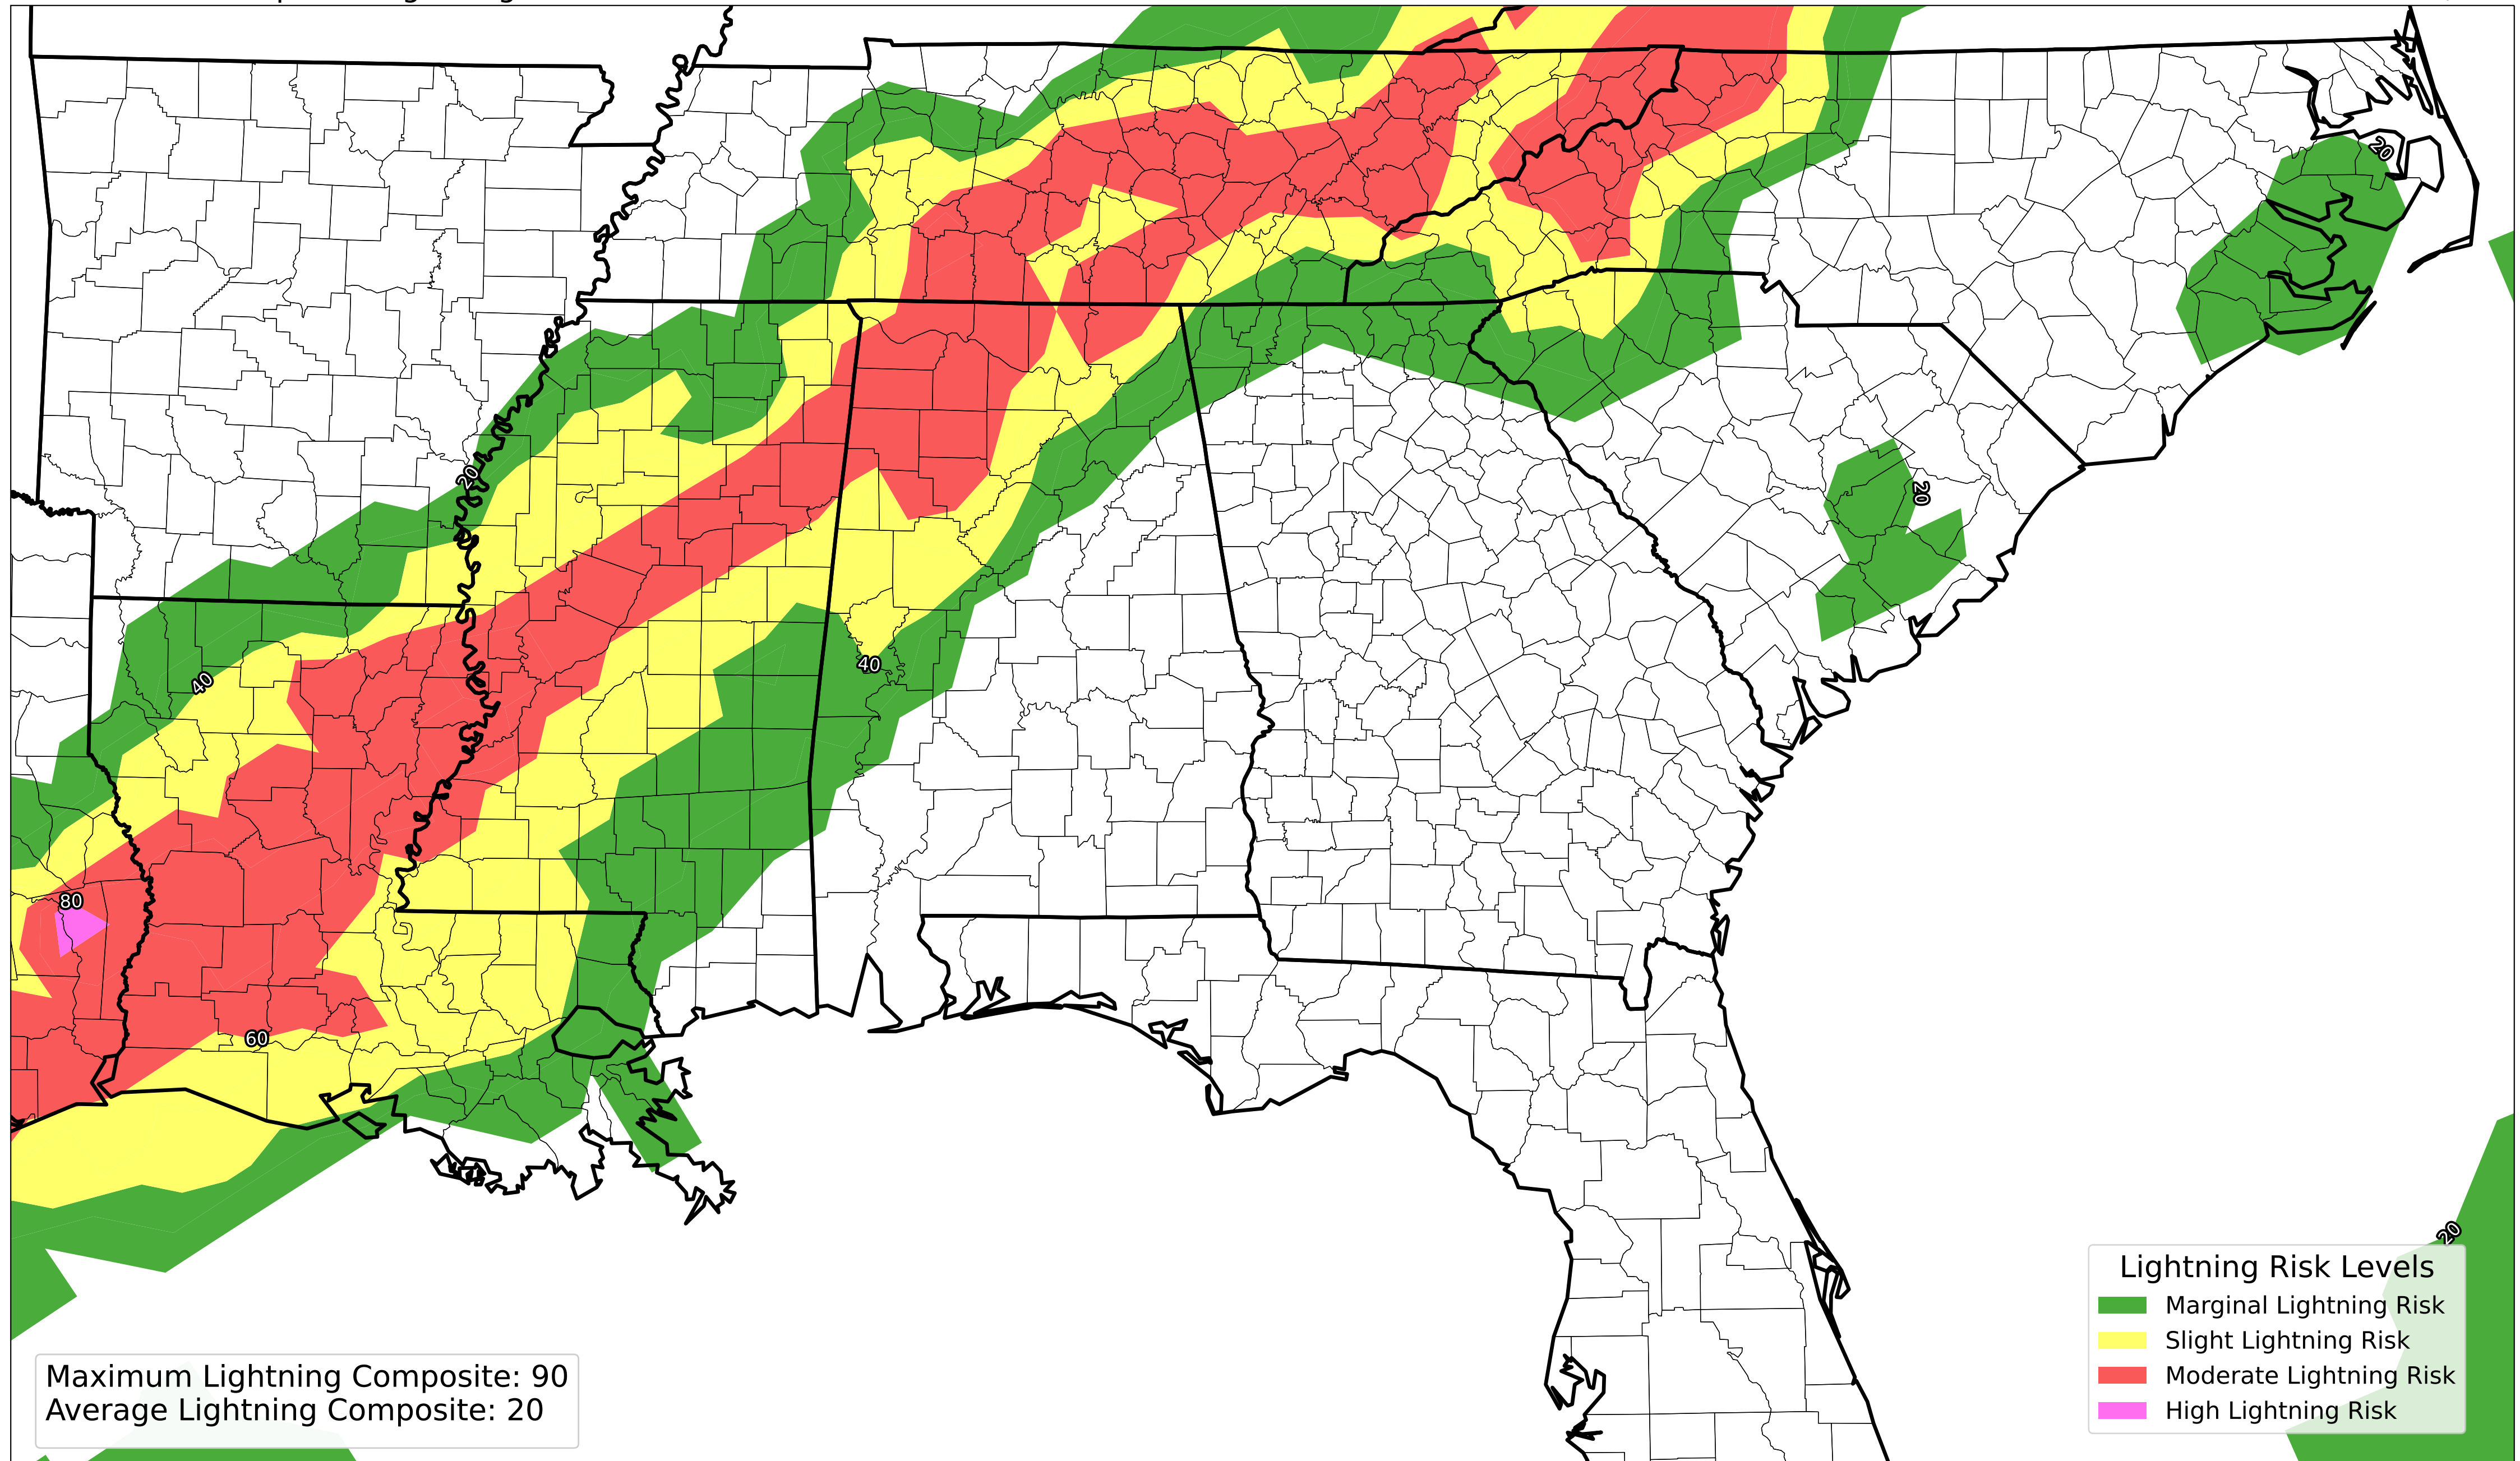 20
20
20
40
40
80
60
20
Lightning Risk Levels
Marginal Lightning Risk
Slight Lightning Risk
Moderate Lightning Risk
High Lightning Risk
Maximum Lightning Composite: 90
Average Lightning Composite: 20